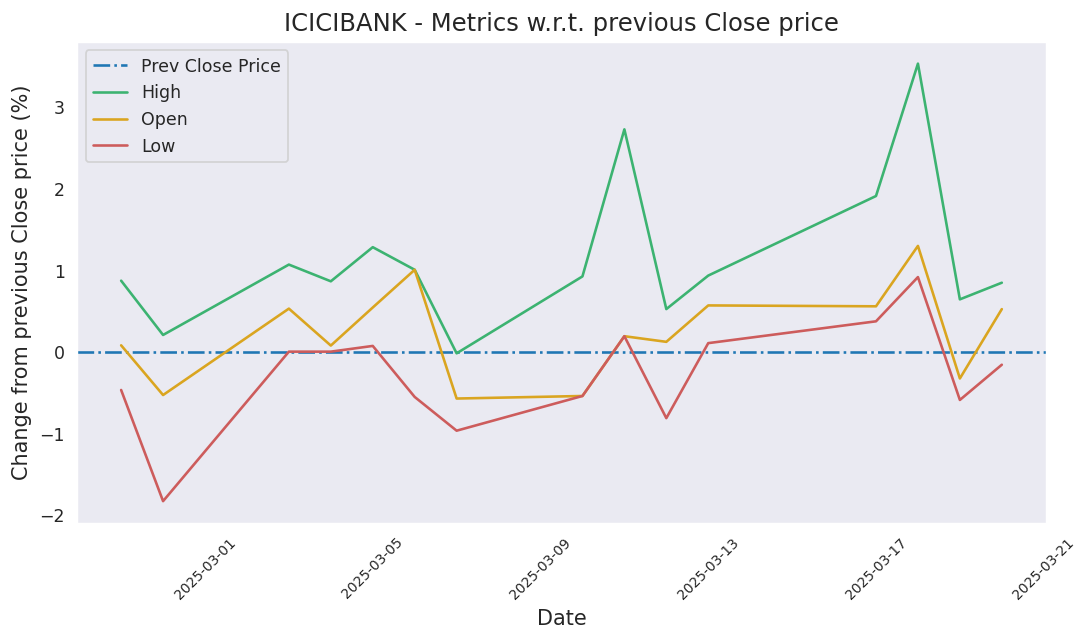 ICICIBANK - Metrics w.r.t. previous Close price
Prev Close Price
High
Open
Low
Change from previous Close price (%)
3
2
1
0
−1
−2
2025-03-01
2025-03-05
2025-03-09
2025-03-13
2025-03-17
2025-03-21
Date